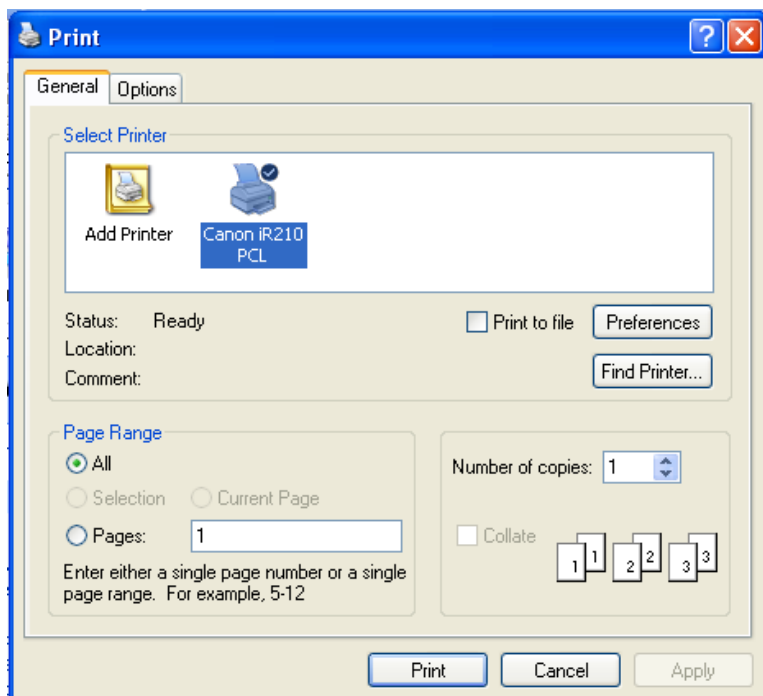 Print
General Options
Select Printer
Add Printer
Canon iR210
PCL
Status: Ready
Print to file
Preferences
Location:
Comment:
Find Printer...
Page Range
All
Selection Current Page
Pages: 1
Enter either a single page number or a single
page range. For example, 5-12
Number of copies: 1
Collate
1 1 2 2 3 3
Print Cancel Apply